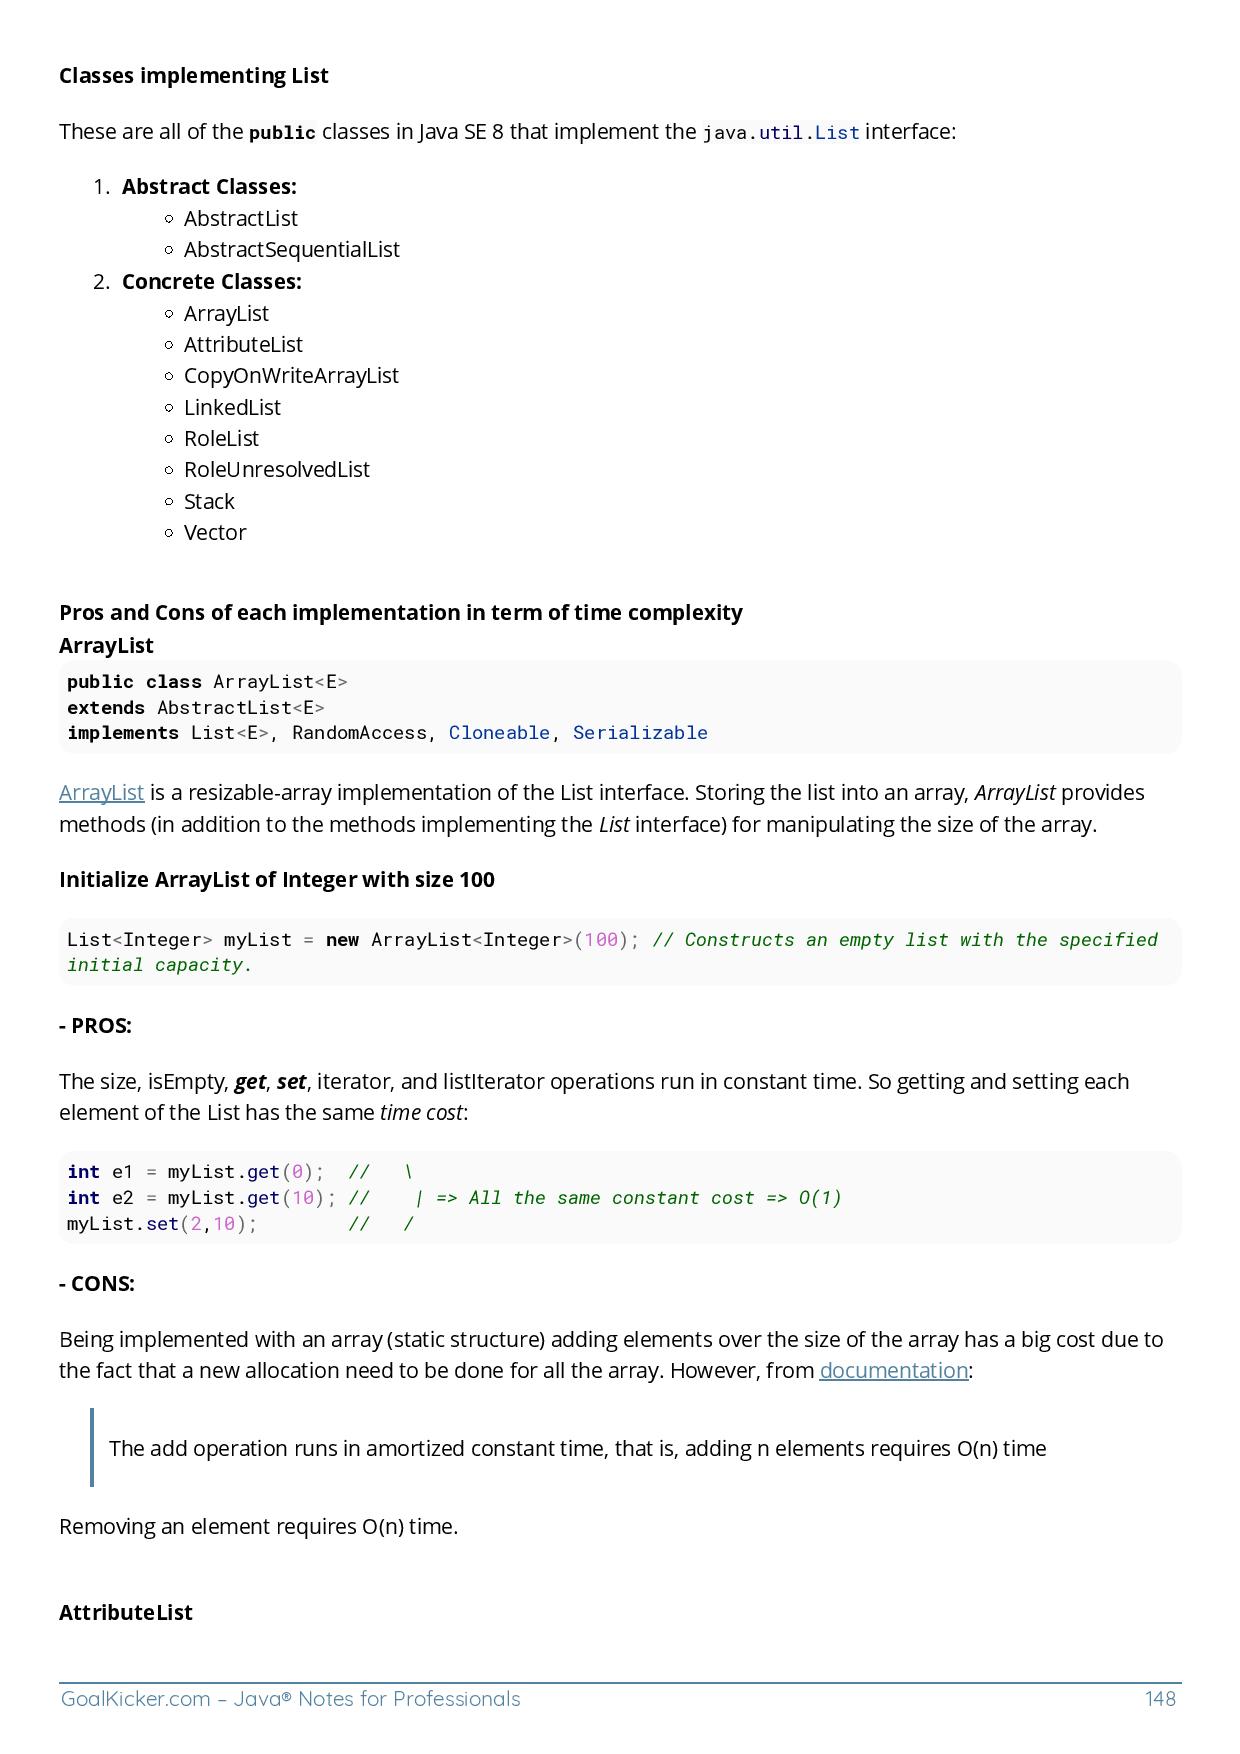 Classes implementing List
These are all of the public classes in Java SE 8 that implement the java.util.List interface:
1. Abstract Classes:
AbstractList
AbstractSequentialList
2. Concrete Classes:
ArrayList
AttributeList
CopyOnWriteArrayList
LinkedList
RoleList
RoleUnresolvedList
Stack
Vector
Pros and Cons of each implementation in term of time complexity
ArrayList
public class ArrayList<E>
extends AbstractList<E>
implements List<E>, RandomAccess, Cloneable, Serializable
ArrayList is a resizable-array implementation of the List interface. Storing the list into an array, ArrayList provides
methods (in addition to the methods implementing the List interface) for manipulating the size of the array.
Initialize ArrayList of Integer with size 100
List<Integer> myList = new ArrayList<Integer>(100); // Constructs an empty list with the specified
initial capacity.
- PROS:
The size, isEmpty, get, set, iterator, and listIterator operations run in constant time. So getting and setting each
element of the List has the same time cost:
int e1 = myList.get(0);  //   \
int e2 = myList.get(10); //    | => All the same constant cost => O(1)
myList.set(2,10);        //   /
- CONS:
Being implemented with an array (static structure) adding elements over the size of the array has a big cost due to
the fact that a new allocation need to be done for all the array. However, from documentation:
The add operation runs in amortized constant time, that is, adding n elements requires O(n) time
Removing an element requires O(n) time.
AttributeList
GoalKicker.com – Java® Notes for Professionals 148